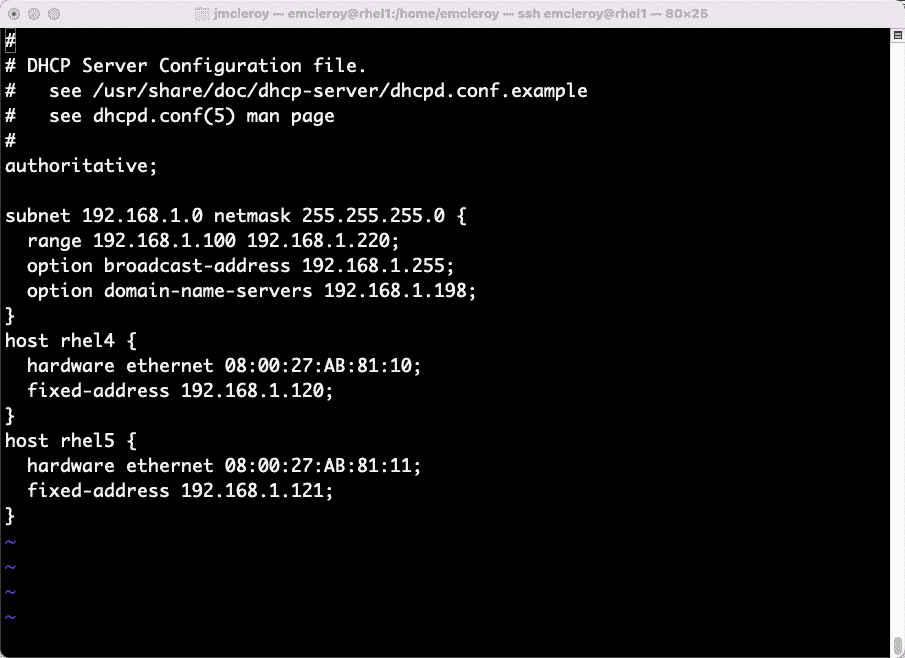 jmcleroy — emcleroy@rhel1:/home/emcleroy — ssh emcleroy@rhel1 — 80×25
#
# DHCP Server Configuration file.
#   see /usr/share/doc/dhcp-server/dhcpd.conf.example
#   see dhcpd.conf(5) man page
#
authoritative;

subnet 192.168.1.0 netmask 255.255.255.0 {
  range 192.168.1.100 192.168.1.220;
  option broadcast-address 192.168.1.255;
  option domain-name-servers 192.168.1.198;
}
host rhel4 {
  hardware ethernet 08:00:27:AB:81:10;
  fixed-address 192.168.1.120;
}
host rhel5 {
  hardware ethernet 08:00:27:AB:81:11;
  fixed-address 192.168.1.121;
}
~
~
~
~